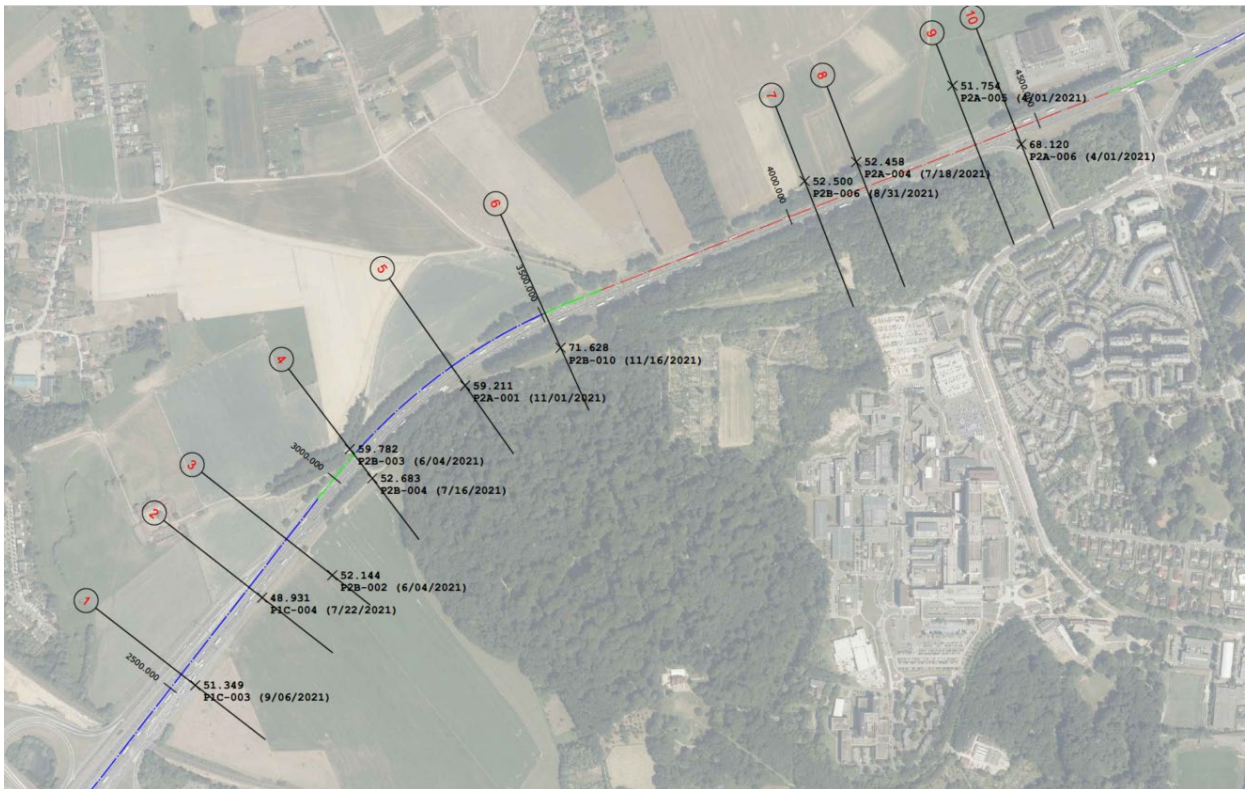 10
9
51.754
P2A-005 (4/01/2021)
4500.000
8
7
68.120
P2A-006 (4/01/2021)
52.458
P2A-004 (7/18/2021)
52.500
P2B-006 (8/31/2021)
4000.000
6
5
3500.000
71.628
P2B-010 (11/16/2021)
4
59.211
P2A-001 (11/01/2021)
59.782
P2B-003 (6/04/2021)
3
3000.000
52.683
P2B-004 (7/16/2021)
2
52.144
P2B-002 (6/04/2021)
1
48.931
P1C-004 (7/22/2021)
2500.000
51.349
P1C-003 (9/06/2021)